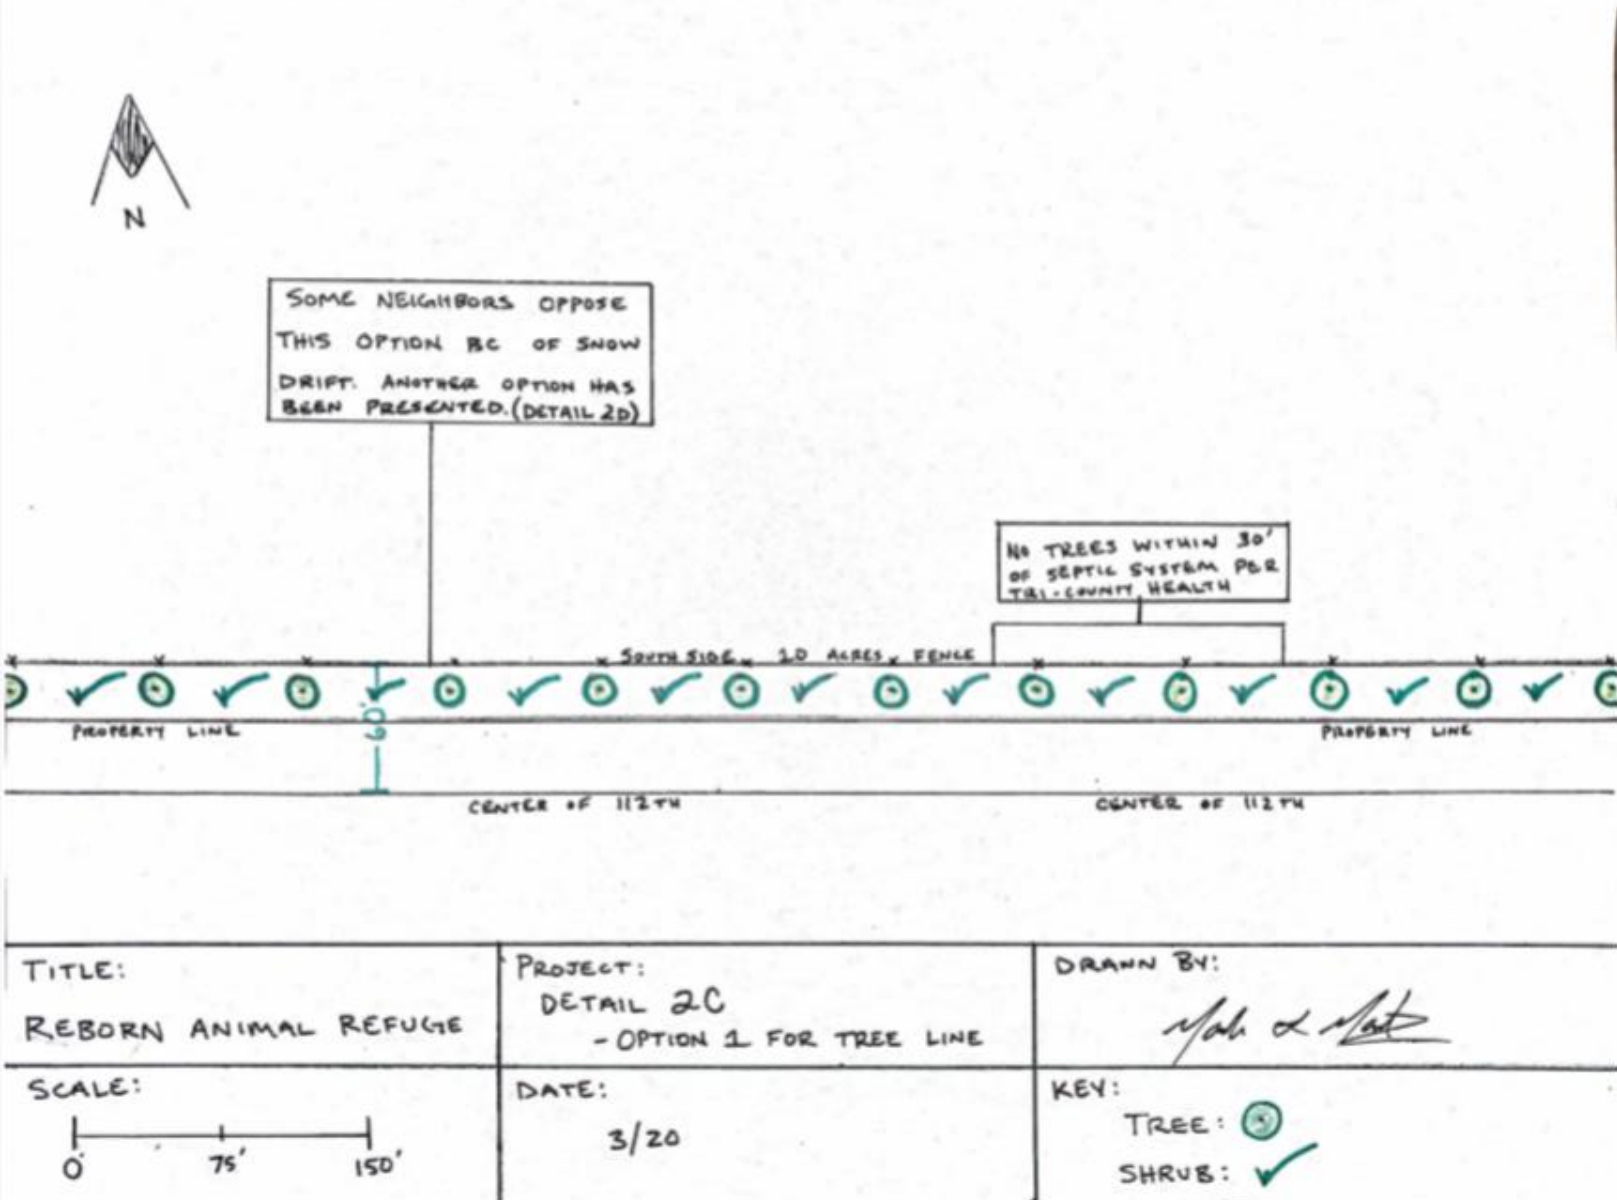 N
SOME NEIGHBORS OPPOSE
THIS OPTION BC OF SNOW
DRIFT. ANOTHER OPTION HAS
BEEN PRESENTED. (DETAIL 2D)
NO TREES WITHIN 30'
OF SEPTIC SYSTEM PER
TRI-COUNTY HEALTH
SOUTH SIDE 20 ACRES FENCE
60'
PROPERTY LINE
PROPERTY LINE
CENTER OF 112TH
CENTER OF 112TH
TITLE:
REBORN ANIMAL REFUGE
PROJECT:
DETAIL 2C
- OPTION 1 FOR TREE LINE
DRAWN BY:
SCALE:
0' 75' 150'
DATE:
3/20
KEY:
TREE:
SHRUB: